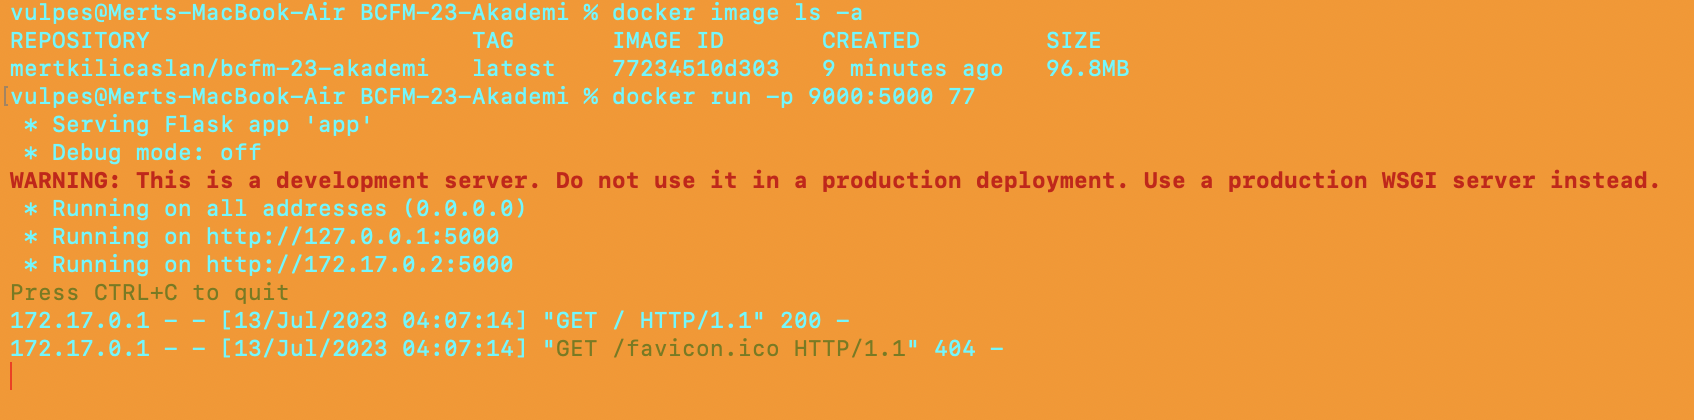 vulpes@Merts-MacBook-Air BCFM-23-Akademi % docker image ls -a
REPOSITORY                       TAG       IMAGE ID       CREATED         SIZE
mertkilicaslan/bcfm-23-akademi   latest    77234510d303   9 minutes ago   96.8MB
[vulpes@Merts-MacBook-Air BCFM-23-Akademi % docker run -p 9000:5000 77
 * Serving Flask app 'app'
 * Debug mode: off
WARNING: This is a development server. Do not use it in a production deployment. Use a production WSGI server instead.
 * Running on all addresses (0.0.0.0)
 * Running on http://127.0.0.1:5000
 * Running on http://172.17.0.2:5000
Press CTRL+C to quit
172.17.0.1 - - [13/Jul/2023 04:07:14] "GET / HTTP/1.1" 200 -
172.17.0.1 - - [13/Jul/2023 04:07:14] "GET /favicon.ico HTTP/1.1" 404 -